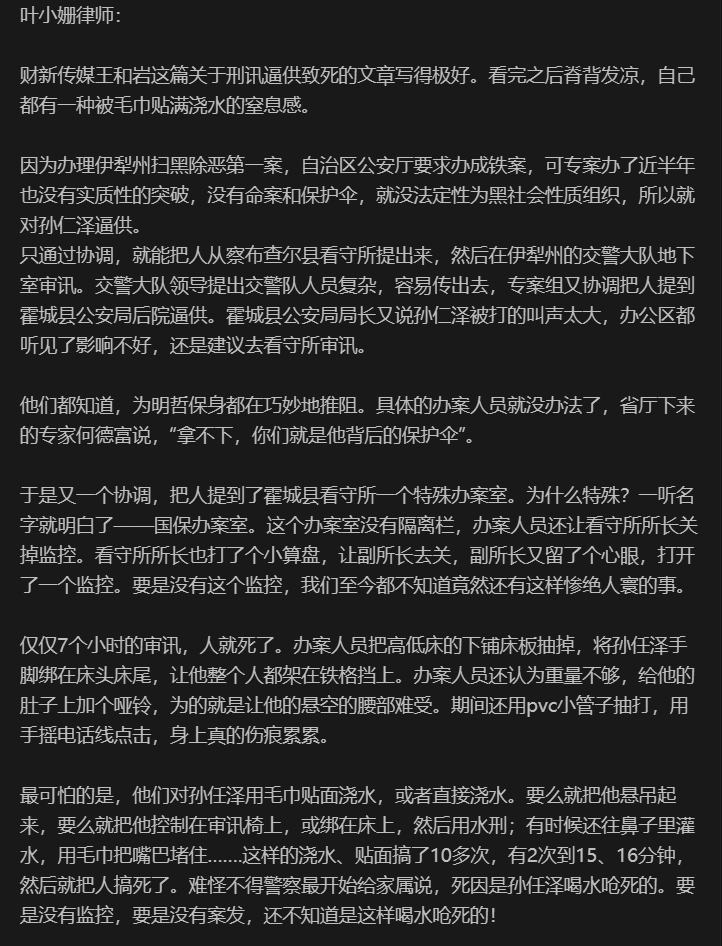 叶小姗律师：
财新传媒王和岩这篇关于刑讯逼供致死的文章写得极好。看完之后脊背发凉，自己
都有一种被毛巾贴满浇水的窒息感。
因为办理伊犁州扫黑除恶第一案，自治区公安厅要求办成铁案，可专案办了近半年
也没有实质性的突破，没有命案和保护伞，就没法定性为黑社会性质组织，所以就
对孙仁泽逼供。
只通过协调，就能把人从察布查尔县看守所提出来，然后在伊犁州的交警大队地下
室审讯。交警大队领导提出交警队人员复杂，容易传出去，专案组又协调把人提到
霍城县公安局后院逼供。霍城县公安局局长又说孙仁泽被打的叫声太大，办公区都
听见了影响不好，还是建议去看守所审讯。
他们都知道，为明哲保身都在巧妙地推阻。具体的办案人员就没办法了，省厅下来
的专家何德富说，“拿不下，你们就是他背后的保护伞”。
于是又一个协调，把人提到了霍城县看守所一个特殊办案室。为什么特殊？一听名
字就明白了——国保办案室。这个办案室没有隔离栏，办案人员还让看守所所长关
掉监控。看守所所长也打了个小算盘，让副所长去关，副所长又留了个心眼，打开
了一个监控。要是没有这个监控，我们至今都不知道竟然还有这样惨绝人寰的事。
仅仅7个小时的审讯，人就死了。办案人员把高低床的下铺床板抽掉，将孙任泽手
脚绑在床头床尾，让他整个人都架在铁格挡上。办案人员还认为重量不够，给他的
肚子上加个哑铃，为的就是让他的悬空的腰部难受。期间还用pvc小管子抽打，用
手摇电话线点击，身上真的伤痕累累。
最可怕的是，他们对孙任泽用毛巾贴面浇水，或者直接浇水。要么就把他悬吊起
来，要么就把他控制在审讯椅上，或绑在床上，然后用水刑；有时候还往鼻子里灌
水，用毛巾把嘴巴堵住.......这样的浇水、贴面搞了10多次，有2次到15、16分钟，
然后就把人搞死了。难怪不得警察最开始给家属说，死因是孙任泽喝水呛死的。要
是没有监控，要是没有案发，还不知道是这样喝水呛死的！